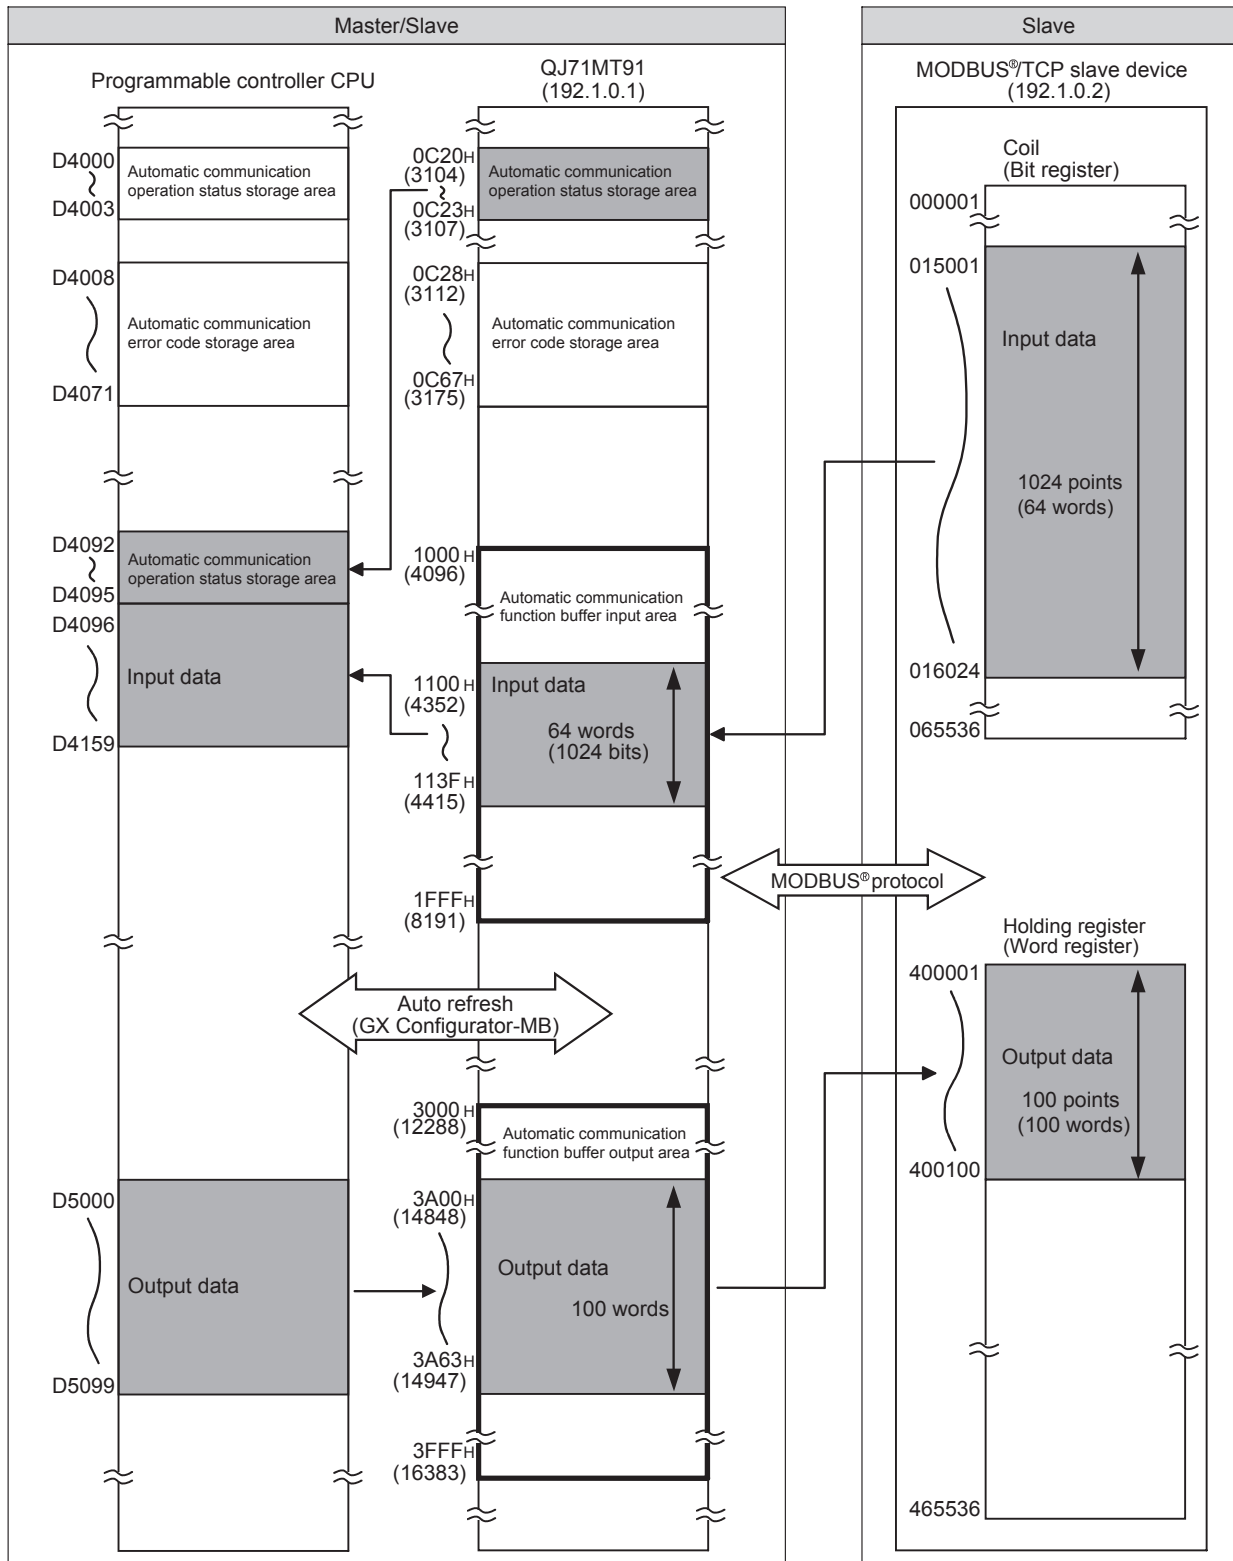 Master/Slave
Slave
Programmable controller CPU
QJ71MT91
(192.1.0.1)
MODBUS®/TCP slave device
(192.1.0.2)
D4000
D4003
Automatic communication
operation status storage area
0C20H
(3104)
0C23H
(3107)
Automatic communication
operation status storage area
Coil
(Bit register)
000001
D4008
D4071
Automatic communication
error code storage area
0C28H
(3112)
0C67H
(3175)
Automatic communication
error code storage area
015001
Input data
1024 points
(64 words)
016024
065536
D4092
D4095
Automatic communication
operation status storage area
1000H
(4096)
Automatic communication
function buffer input area
D4096
D4159
Input data
1100H
(4352)
113FH
(4415)
Input data
64 words
(1024 bits)
1FFFH
(8191)
MODBUS® protocol
Auto refresh
(GX Configurator-MB)
Holding register
(Word register)
400001
Output data
100 points
(100 words)
400100
3000H
(12288)
Automatic communication
function buffer output area
D5000
D5099
Output data
3A00H
(14848)
3A63H
(14947)
Output data
100 words
3FFFH
(16383)
465536